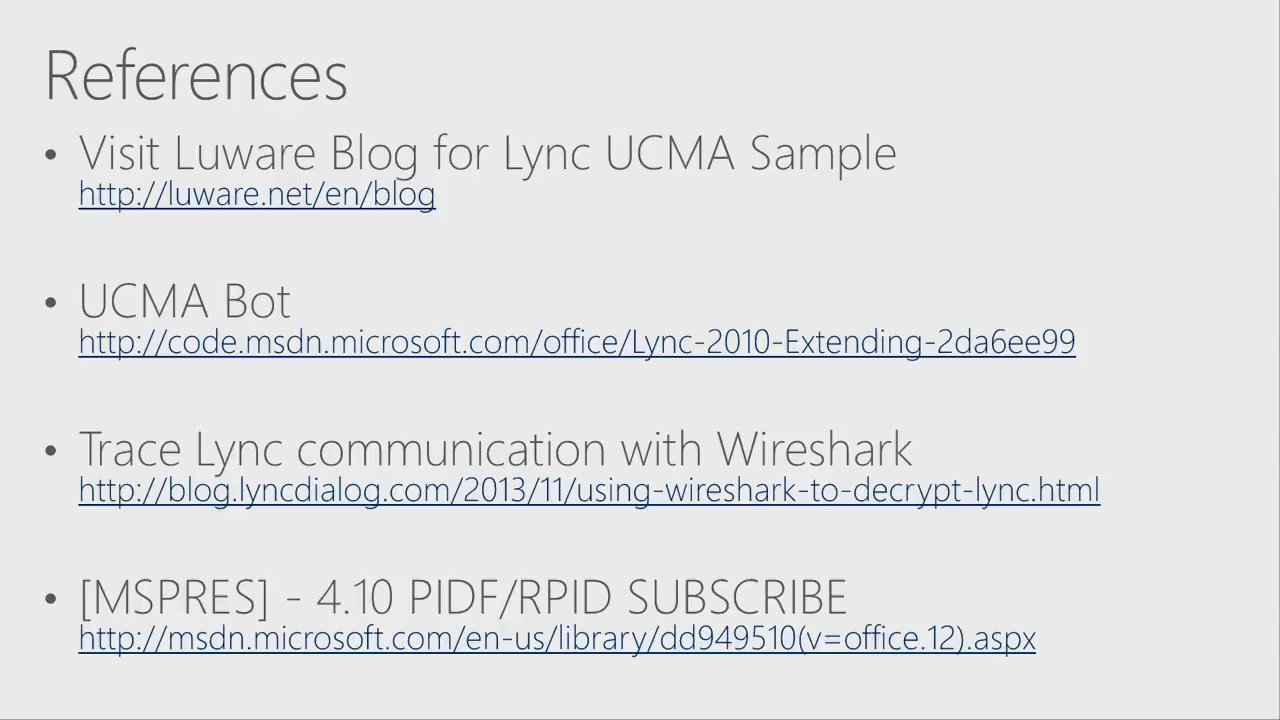 References
• Visit Luware Blog for Lync UCMA Sample
http://luware.net/en/blog
• UCMA Bot
http://code.msdn.microsoft.com/office/Lync-2010-Extending-2da6ee99
• Trace Lync communication with Wireshark
http://blog.lyncdialog.com/2013/11/using-wireshark-to-decrypt-lync.html
• [MSPRES] - 4.10 PIDF/RPID SUBSCRIBE
http://msdn.microsoft.com/en-us/library/dd949510(v=office.12).aspx